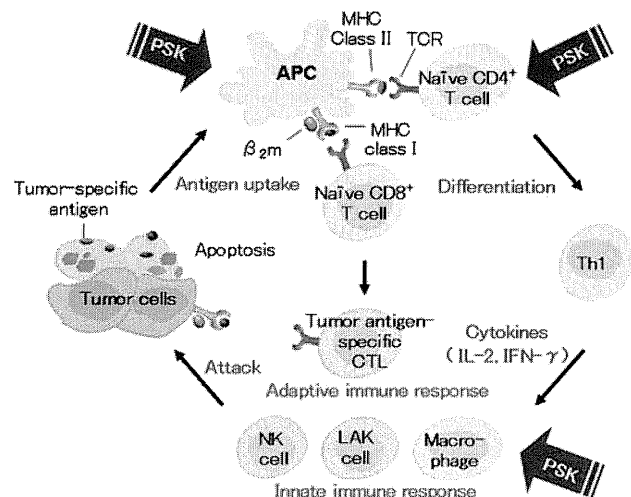 PSK
MHC
Class II
TCR
PSK
APC
Naïve CD4+
T cell
β2m
MHC
class I
Tumor-specific
antigen
Antigen uptake
Naïve CD8+
T cell
Differentiation
Apoptosis
Th1
Tumor cells
Tumor antigen-
specific
CTL
Cytokines
(IL-2, IFN-γ)
Attack
Adaptive immune response
NK
cell
LAK
cell
Macro-
phage
PSK
Innate immune response